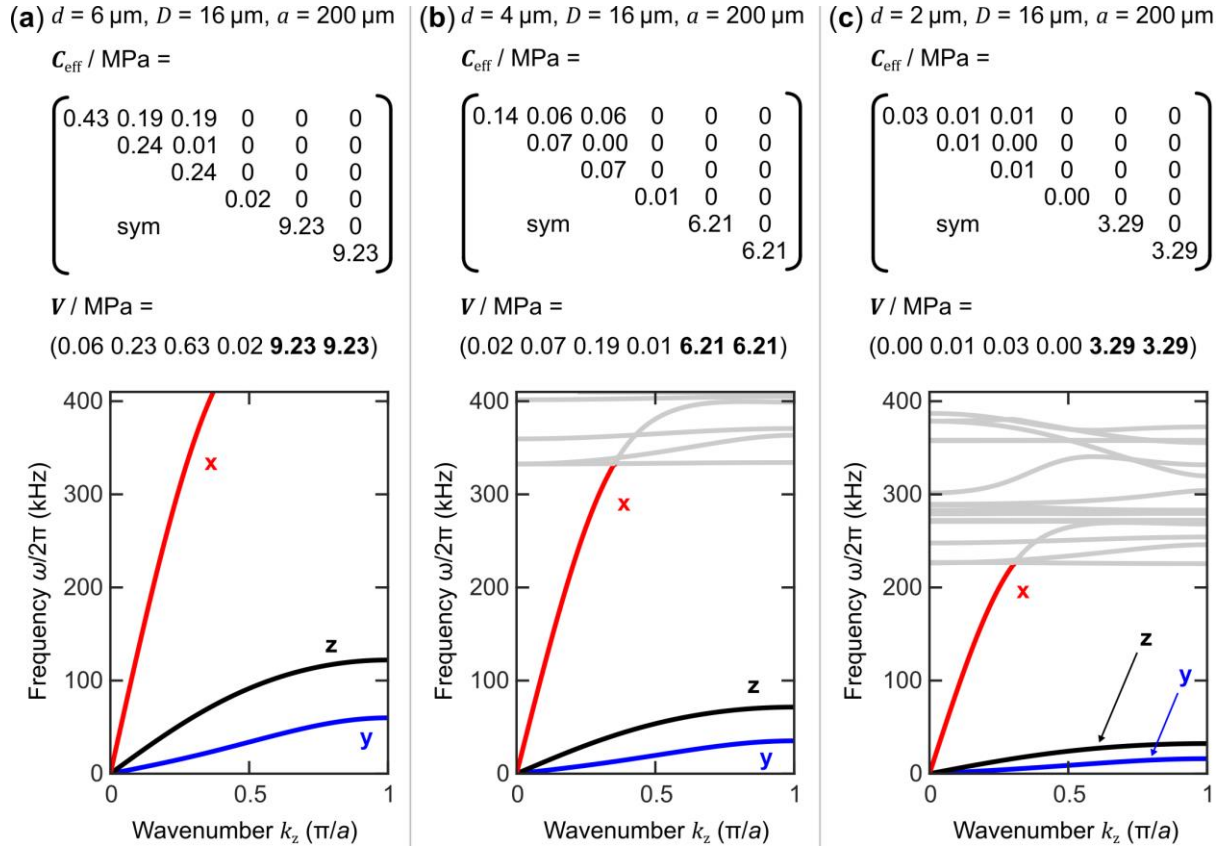 (a) d = 6 µm, D = 16 µm, a = 200 µm
C_eff / MPa =
0.43 0.19 0.19 0 0 0
0.24 0.01 0 0 0
0.24 0 0 0
0.02 0 0
sym 9.23 0
9.23
V / MPa =
(0.06 0.23 0.63 0.02 9.23 9.23)
400
300
200
100
0
Frequency ω/2π (kHz)
x
z
y
0 0.5 1
Wavenumber k_z (π/a)
(b) d = 4 µm, D = 16 µm, a = 200 µm
C_eff / MPa =
0.14 0.06 0.06 0 0 0
0.07 0.00 0 0 0
0.07 0 0 0
0.01 0 0
sym 6.21 0
6.21
V / MPa =
(0.02 0.07 0.19 0.01 6.21 6.21)
400
300
200
100
0
Frequency ω/2π (kHz)
x
z
y
0 0.5 1
Wavenumber k_z (π/a)
(c) d = 2 µm, D = 16 µm, a = 200 µm
C_eff / MPa =
0.03 0.01 0.01 0 0 0
0.01 0.00 0 0 0
0.01 0 0 0
0.00 0 0
sym 3.29 0
3.29
V / MPa =
(0.00 0.01 0.03 0.00 3.29 3.29)
400
300
200
100
0
Frequency ω/2π (kHz)
x
z
y
0 0.5 1
Wavenumber k_z (π/a)